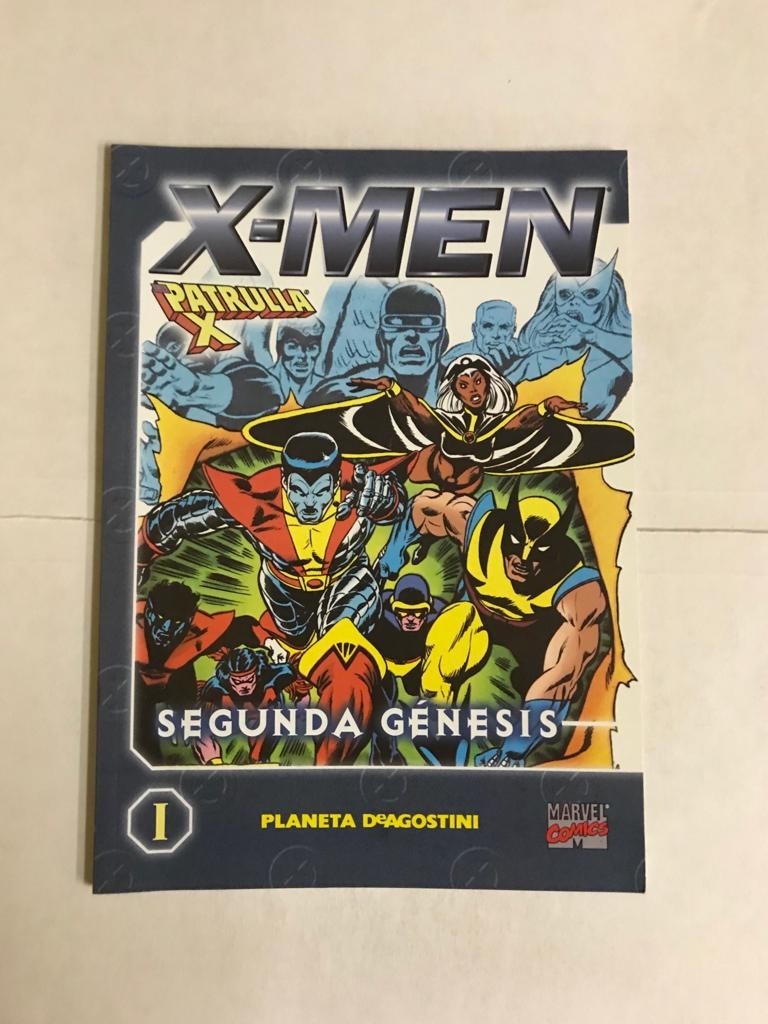 X-MEN
PATRULLA
X
SEGUNDA GÉNESIS
I
PLANETA DeAGOSTINI
MARVEL
COMICS
M